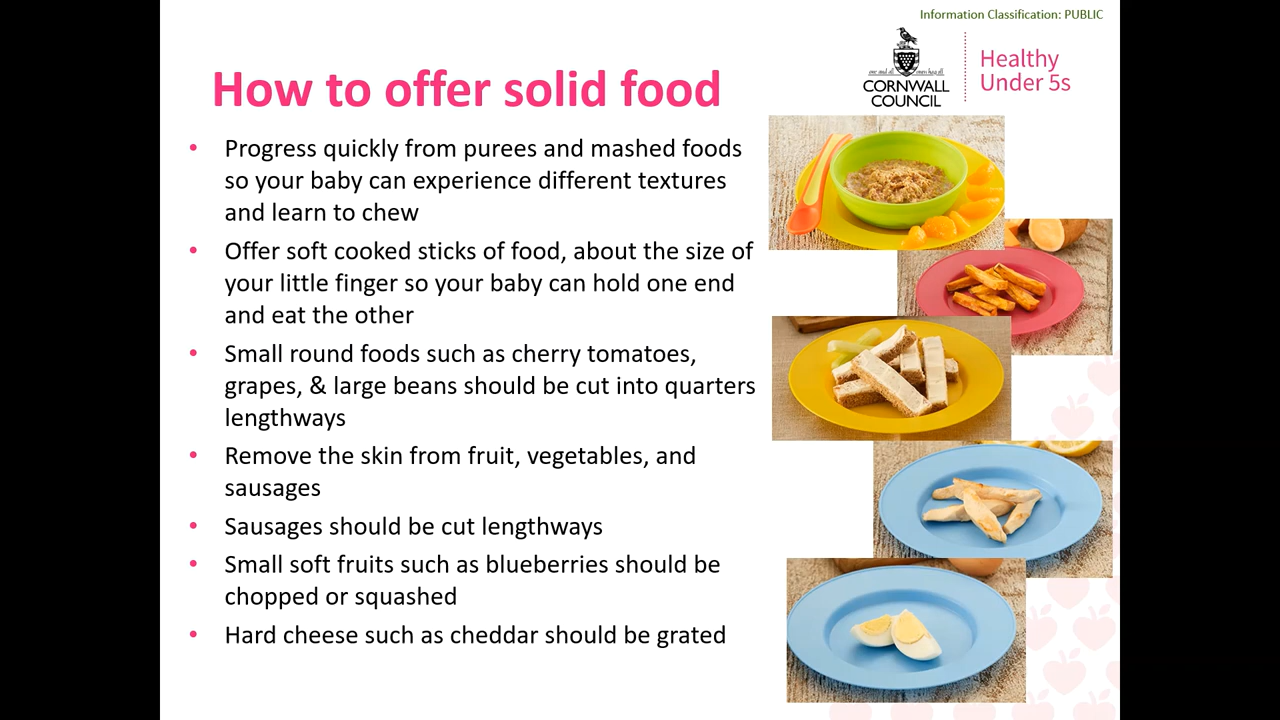 Information Classification: PUBLIC
CORNWALL
COUNCIL
Healthy
Under 5s
How to offer solid food
• Progress quickly from purees and mashed foods
so your baby can experience different textures
and learn to chew
• Offer soft cooked sticks of food, about the size of
your little finger so your baby can hold one end
and eat the other
• Small round foods such as cherry tomatoes,
grapes, & large beans should be cut into quarters
lengthways
• Remove the skin from fruit, vegetables, and
sausages
• Sausages should be cut lengthways
• Small soft fruits such as blueberries should be
chopped or squashed
• Hard cheese such as cheddar should be grated